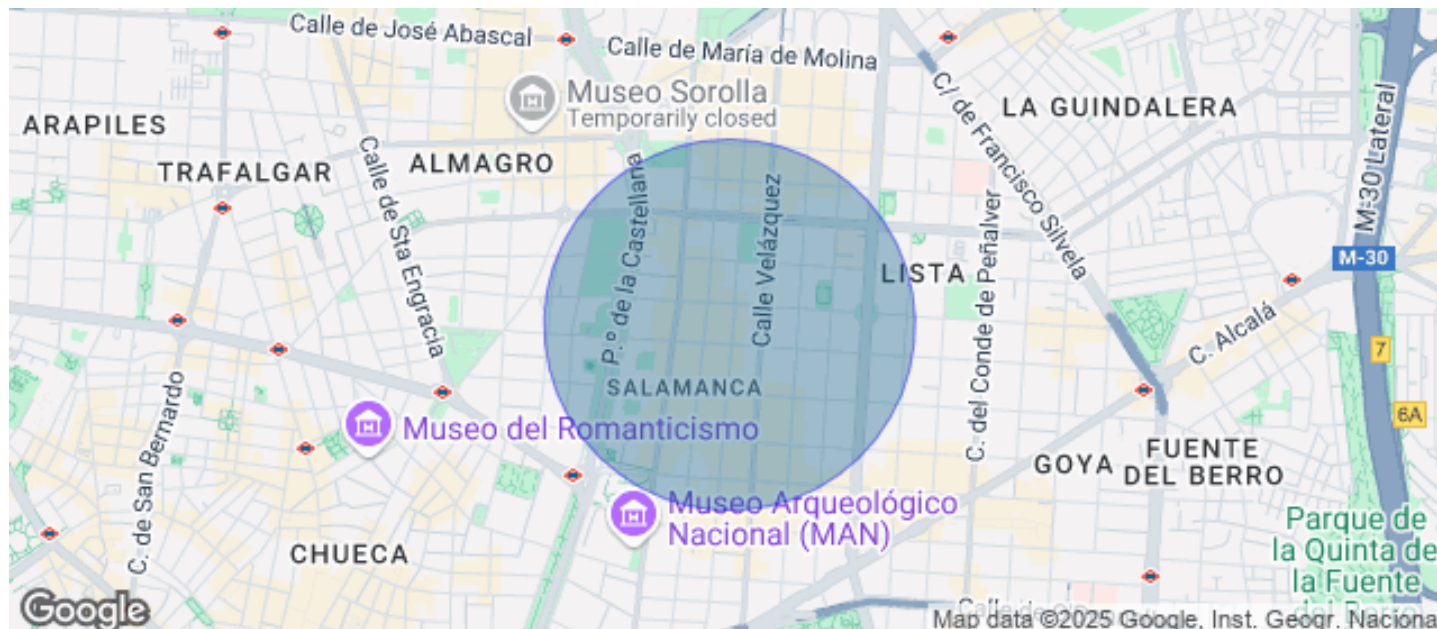 Calle de José Abascal
Calle de María de Molina
Museo Sorolla
Temporarily closed
C/ de Francisco Silvela
LA GUINDALERA
ARAPILES
TRAFALGAR
ALMAGRO
Calle de Sta Engracia
P.º de la Castellana
Calle Velázquez
LISTA
C. del Conde de Peñalver
M-30 Lateral
M-30
C. Alcalá
7
6A
SALAMANCA
Museo del Romanticismo
C. de San Bernardo
GOYA
FUENTE
DEL BERRO
Museo Arqueológico
Nacional (MAN)
CHUECA
Parque de
la Quinta de
la Fuente
Google
Map data ©2025 Google, Inst. Geogr. Naciona